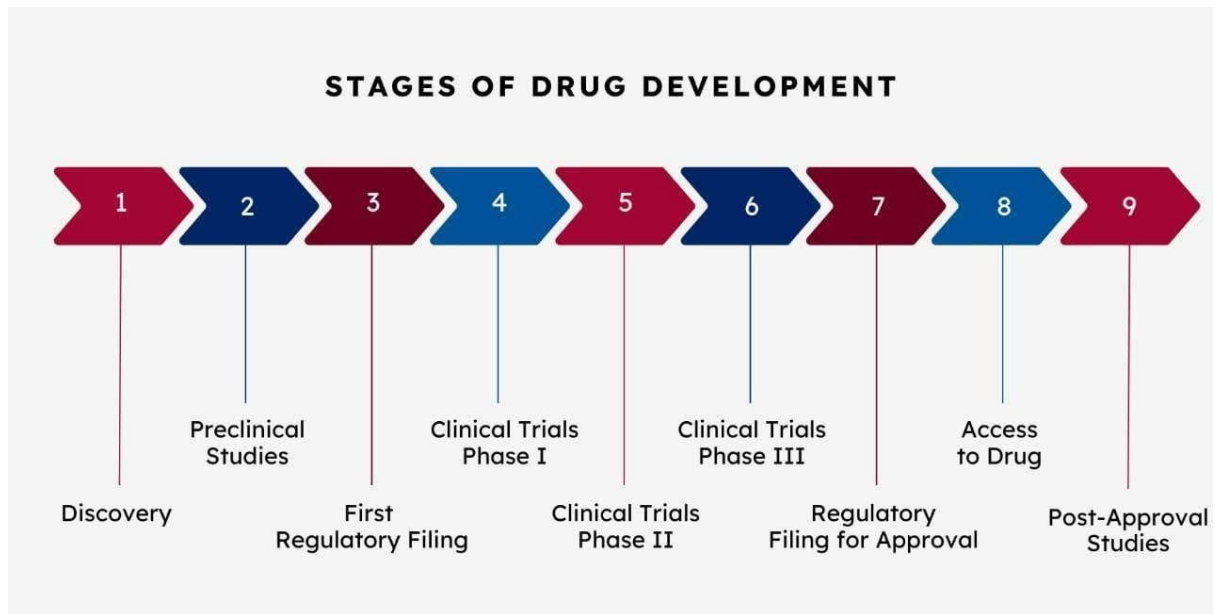 STAGES OF DRUG DEVELOPMENT
1
2
3
4
5
6
7
8
9
Discovery
Preclinical
Studies
First
Regulatory Filing
Clinical Trials
Phase I
Clinical Trials
Phase II
Clinical Trials
Phase III
Regulatory
Filing for Approval
Access
to Drug
Post-Approval
Studies